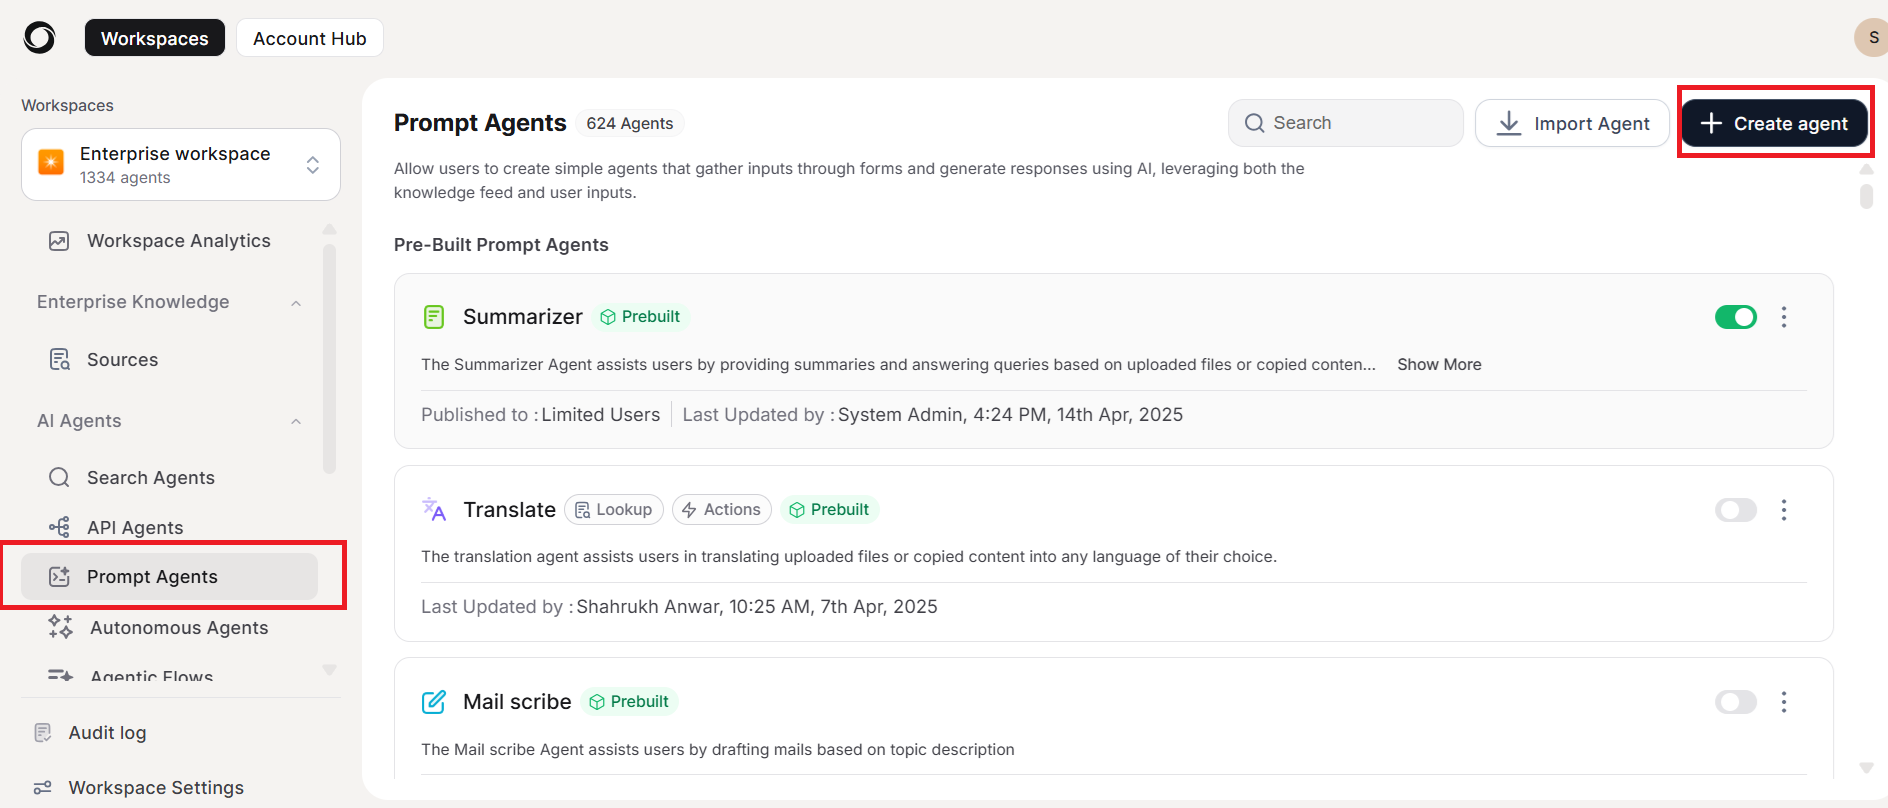 Workspaces
Account Hub
S
Workspaces
Enterprise workspace
1334 agents
Workspace Analytics
Enterprise Knowledge
Sources
AI Agents
Search Agents
API Agents
Prompt Agents
Autonomous Agents
Agentic Flows
Audit log
Workspace Settings
Prompt Agents 624 Agents
Search
Import Agent
Create agent
Allow users to create simple agents that gather inputs through forms and generate responses using AI, leveraging both the
knowledge feed and user inputs.
Pre-Built Prompt Agents
Summarizer Prebuilt
The Summarizer Agent assists users by providing summaries and answering queries based on uploaded files or copied conten... Show More
Published to : Limited Users Last Updated by : System Admin, 4:24 PM, 14th Apr, 2025
Translate Lookup Actions Prebuilt
The translation agent assists users in translating uploaded files or copied content into any language of their choice.
Last Updated by : Shahrukh Anwar, 10:25 AM, 7th Apr, 2025
Mail scribe Prebuilt
The Mail scribe Agent assists users by drafting mails based on topic description